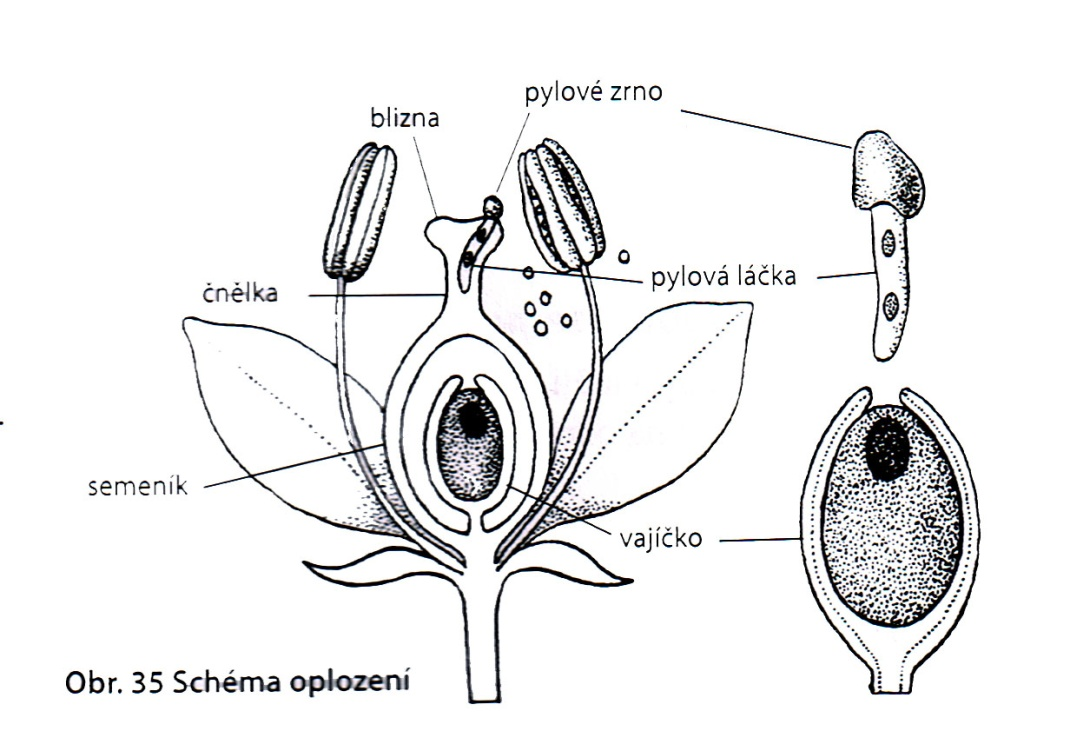 pylové zrno
blizna
pylová láčka
čnělka
semeník
vajíčko
Obr. 35 Schéma oplození